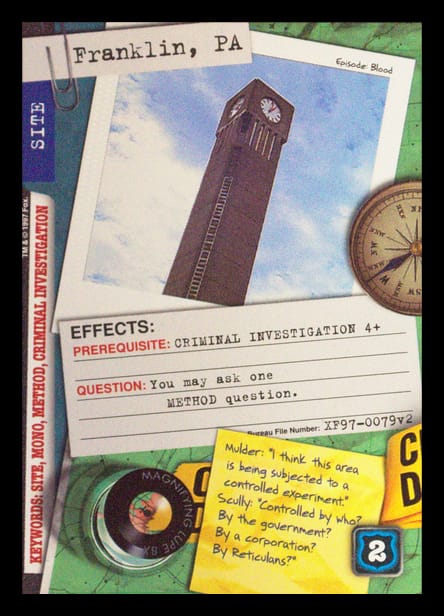 Franklin, PA
Episode: Blood
SITE
TM & © 1997 Fox.
KEYWORDS: SITE, MONO, METHOD, CRIMINAL INVESTIGATION
EFFECTS:
PREREQUISITE: CRIMINAL INVESTIGATION 4+
QUESTION: You may ask one
METHOD question.
Bureau File Number: XF97-0079v2
Mulder: "I think this area
is being subjected to a
controlled experiment."
Scully: "Controlled by who?
By the government?
By a corporation?
By Reticulans?"
MAGNIFYING LUPE 8X
2